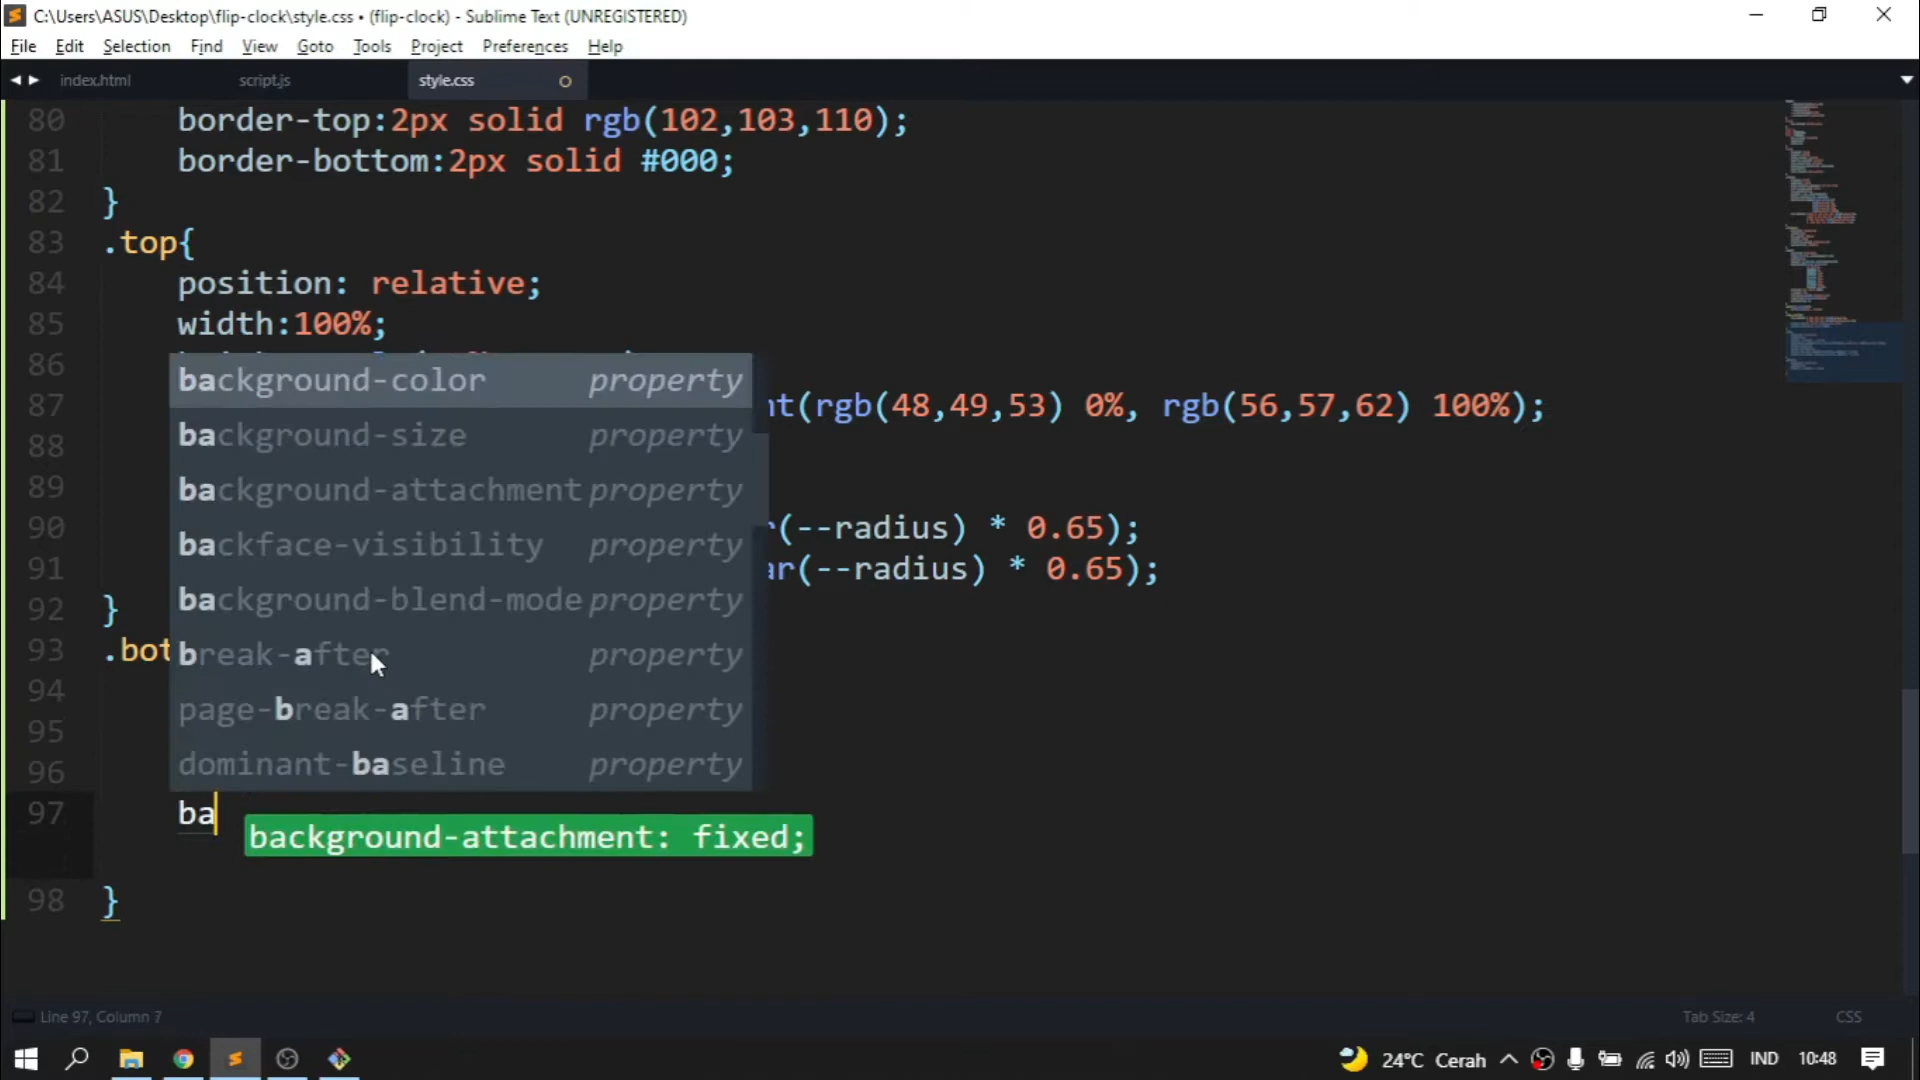 C:\Users\ASUS\Desktop\flip-clock\style.css • (flip-clock) - Sublime Text (UNREGISTERED)
File Edit Selection Find View Goto Tools Project Preferences Help
index.html script.js style.css
80 border-top:2px solid rgb(102,103,110);
81 border-bottom:2px solid #000;
82 }
83 .top{
84 position: relative;
85 width:100%;
86
background-color property
87 nt(rgb(48,49,53) 0%, rgb(56,57,62) 100%);
88 background-size property
89 background-attachment property
90 r(--radius) * 0.65);
backface-visibility property
91 ar(--radius) * 0.65);
92 } background-blend-mode property
93 .bot break-after property
94
95 page-break-after property
96 dominant-baseline property
97 ba
background-attachment: fixed;
98 }
Line 97, Column 7 Tab Size: 4 CSS
24°C Cerah IND 10:48